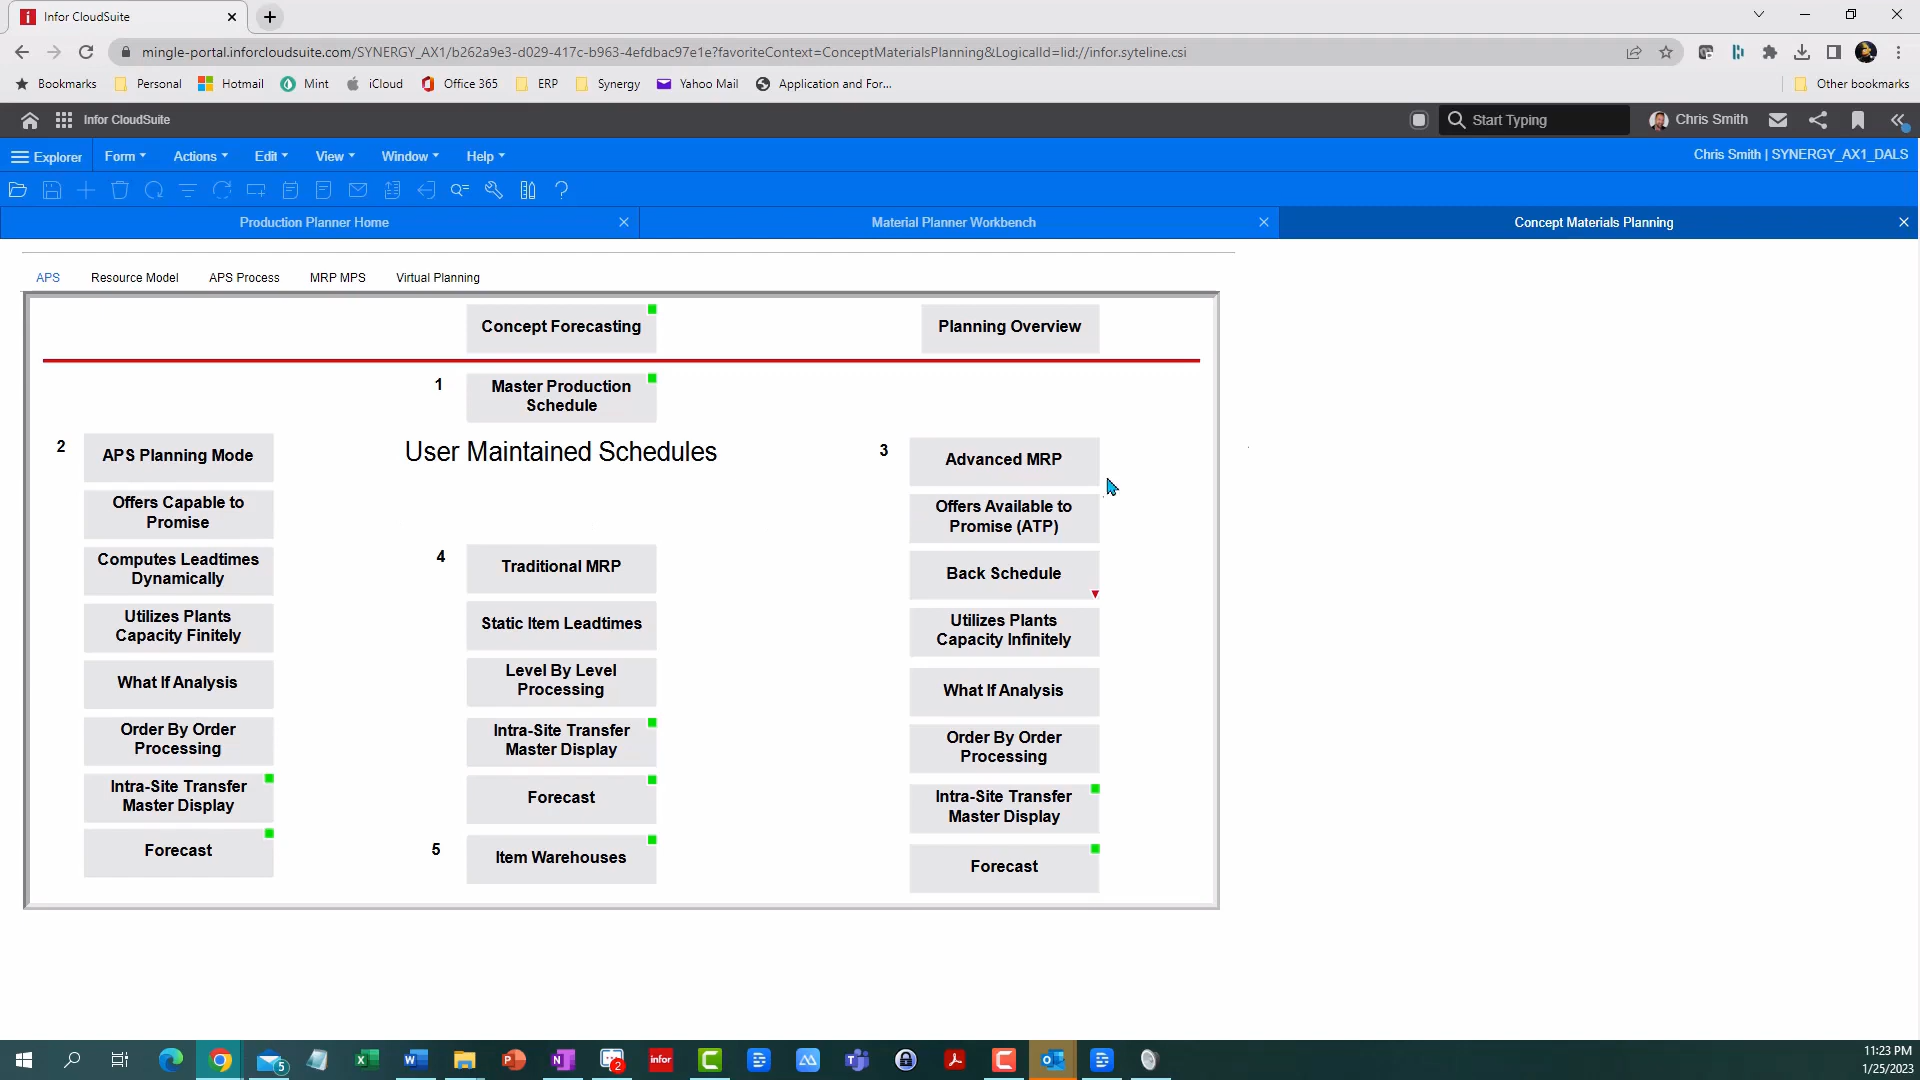 Infor CloudSuite
mingle-portal.inforcloudsuite.com/SYNERGY_AX1/b262a9e3-d029-417c-b963-4efdbac97e1e?favoriteContext=ConceptMaterialsPlanning&LogicalId=lid://infor.syteline.csi
Bookmarks Personal Hotmail Mint iCloud Office 365 ERP Synergy Yahoo Mail Application and For... Other bookmarks
Infor CloudSuite Start Typing Chris Smith
Explorer Form Actions Edit View Window Help Chris Smith | SYNERGY_AX1_DALS
Production Planner Home Material Planner Workbench Concept Materials Planning
APS Resource Model APS Process MRP MPS Virtual Planning
Concept Forecasting
Planning Overview
1
Master Production
Schedule
User Maintained Schedules
2
APS Planning Mode
Offers Capable to
Promise
Computes Leadtimes
Dynamically
Utilizes Plants
Capacity Finitely
What If Analysis
Order By Order
Processing
Intra-Site Transfer
Master Display
Forecast
4
Traditional MRP
Static Item Leadtimes
Level By Level
Processing
Intra-Site Transfer
Master Display
Forecast
5
Item Warehouses
3
Advanced MRP
Offers Available to
Promise (ATP)
Back Schedule
Utilizes Plants
Capacity Infinitely
What If Analysis
Order By Order
Processing
Intra-Site Transfer
Master Display
Forecast
5
infor
2
11:23 PM
1/25/2023